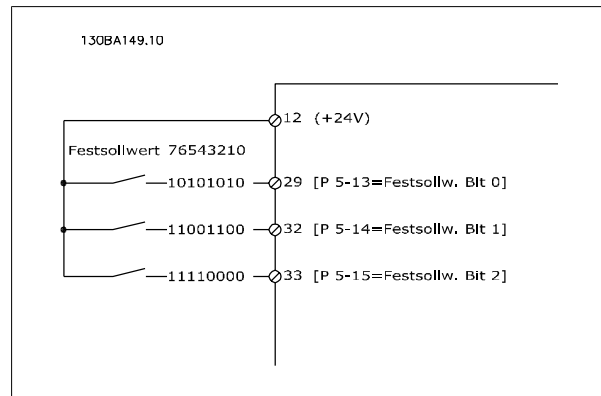 130BA149.10
12 (+24V)
Festsollwert 76543210
10101010 29 [P 5-13=Festsollw. Bit 0]
11001100 32 [P 5-14=Festsollw. Bit 1]
11110000 33 [P 5-15=Festsollw. Bit 2]